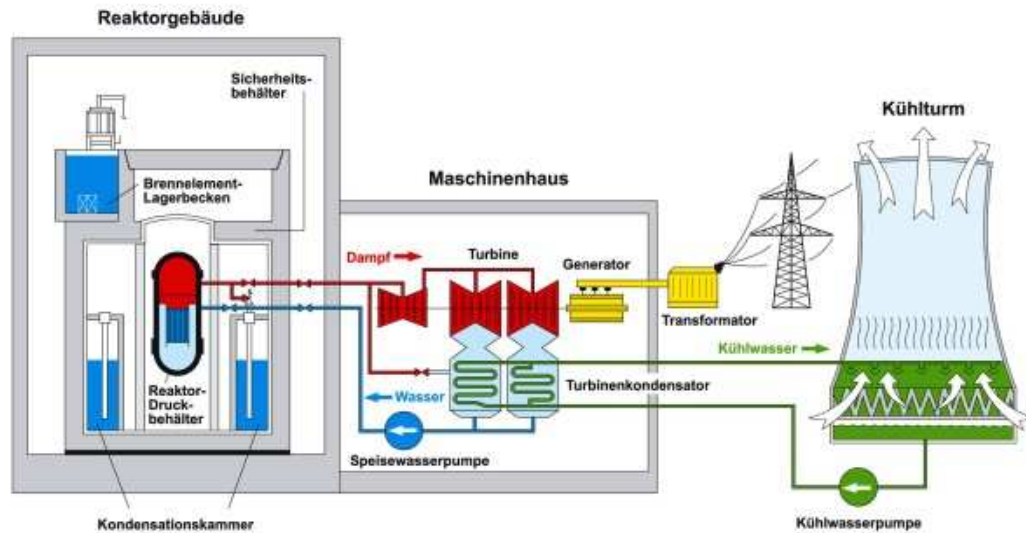 Reaktorgebäude
Sicherheits-
behälter
Kühlturm
Brennelement-
Lagerbecken
Maschinenhaus
Dampf
Turbine
Generator
Transformator
Kühlwasser
Reaktor-
Druck-
behälter
Wasser
Turbinenkondensator
Speisewasserpumpe
Kondensationskammer
Kühlwasserpumpe